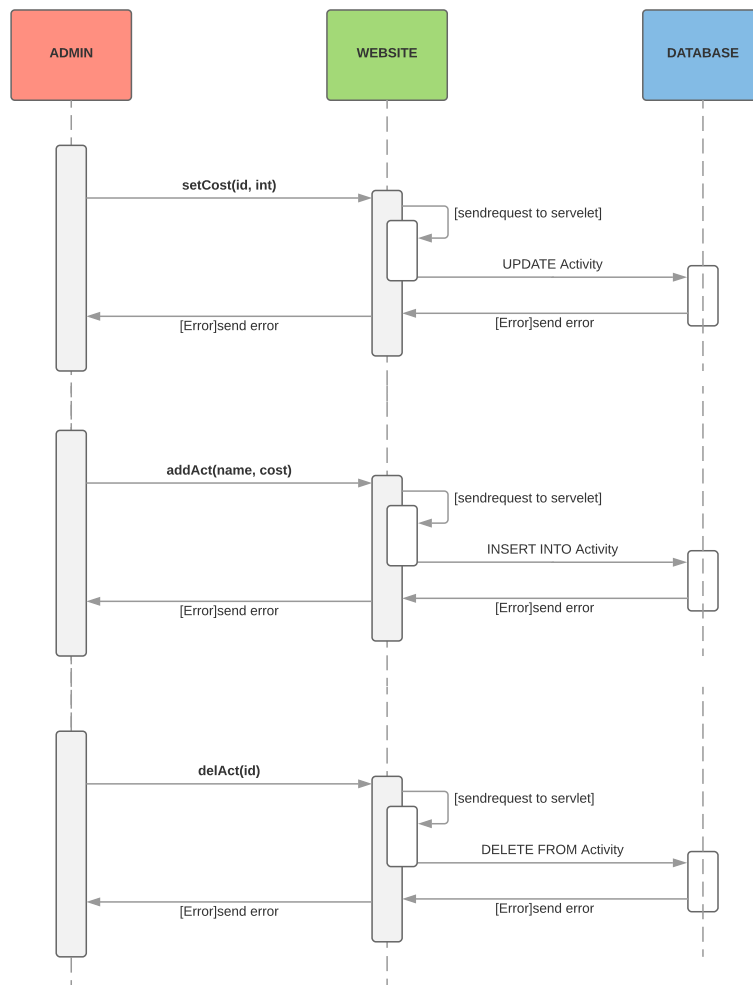 ADMIN
WEBSITE
DATABASE
setCost(id, int)
[sendrequest to servelet]
UPDATE Activity
[Error]send error
[Error]send error
addAct(name, cost)
[sendrequest to servelet]
INSERT INTO Activity
[Error]send error
[Error]send error
delAct(id)
[sendrequest to servlet]
DELETE FROM Activity
[Error]send error
[Error]send error